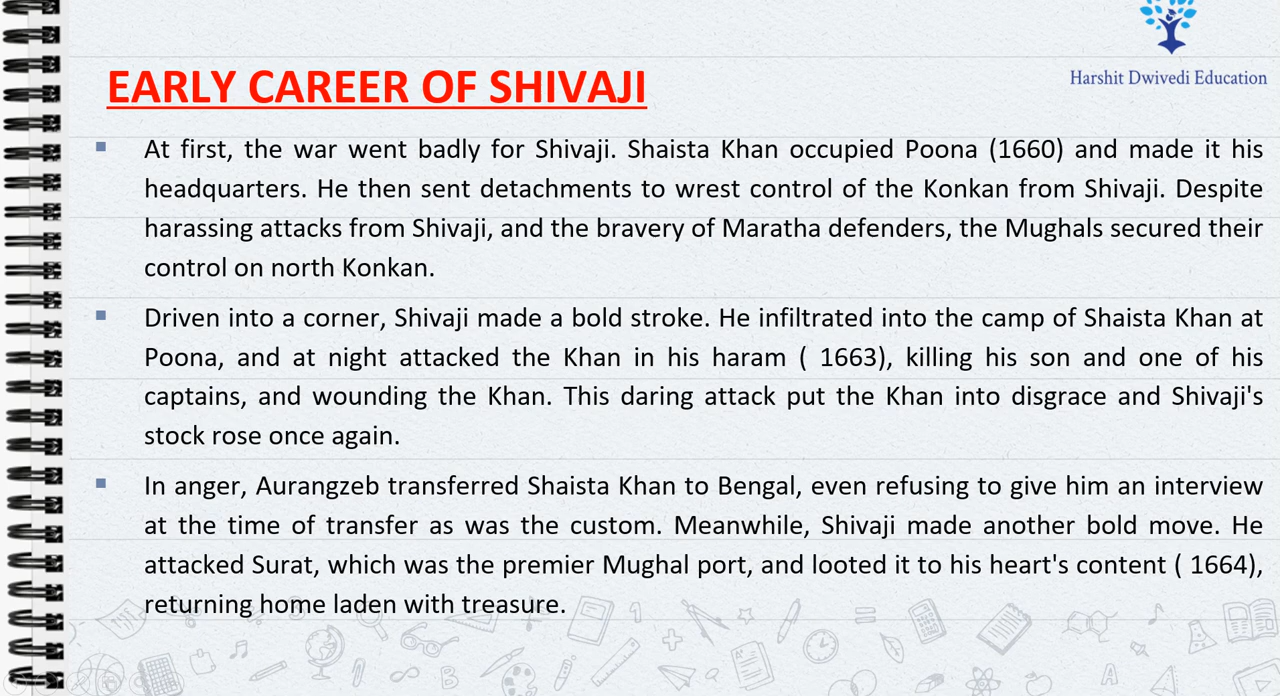 Harshit Dwivedi Education
EARLY CAREER OF SHIVAJI
At first, the war went badly for Shivaji. Shaista Khan occupied Poona (1660) and made it his
headquarters. He then sent detachments to wrest control of the Konkan from Shivaji. Despite
harassing attacks from Shivaji, and the bravery of Maratha defenders, the Mughals secured their
control on north Konkan.
Driven into a corner, Shivaji made a bold stroke. He infiltrated into the camp of Shaista Khan at
Poona, and at night attacked the Khan in his haram ( 1663), killing his son and one of his
captains, and wounding the Khan. This daring attack put the Khan into disgrace and Shivaji's
stock rose once again.
In anger, Aurangzeb transferred Shaista Khan to Bengal, even refusing to give him an interview
at the time of transfer as was the custom. Meanwhile, Shivaji made another bold move. He
attacked Surat, which was the premier Mughal port, and looted it to his heart's content ( 1664),
returning home laden with treasure.